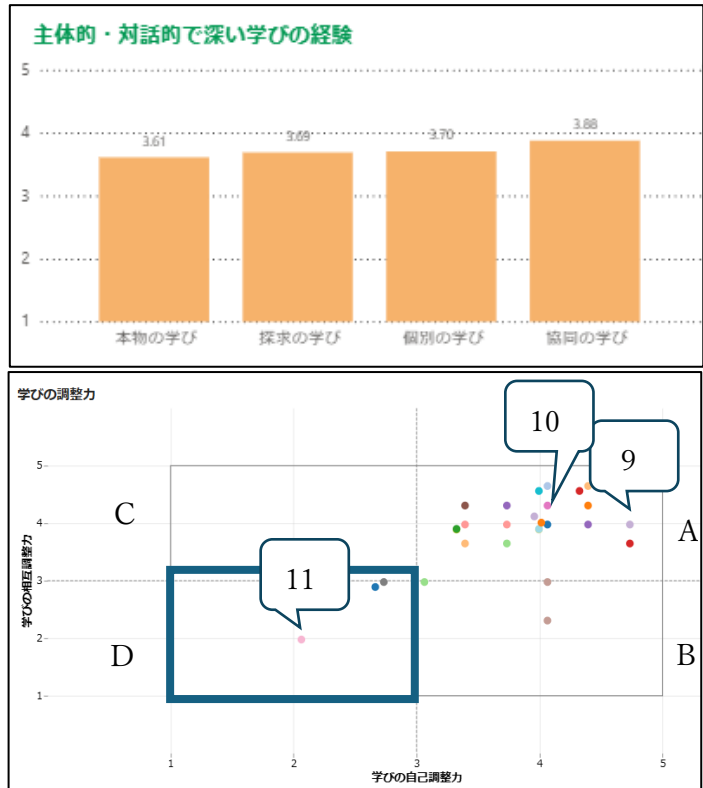 主体的・対話的で深い学びの経験
5
4
3
2
1
3.61
3.69
3.70
3.88
本物の学び
探求の学び
個別の学び
協同の学び
学びの調整力
10
9
11
C
A
D
B
5
4
3
2
1
学びの相互調整力
1
2
3
4
5
学びの自己調整力